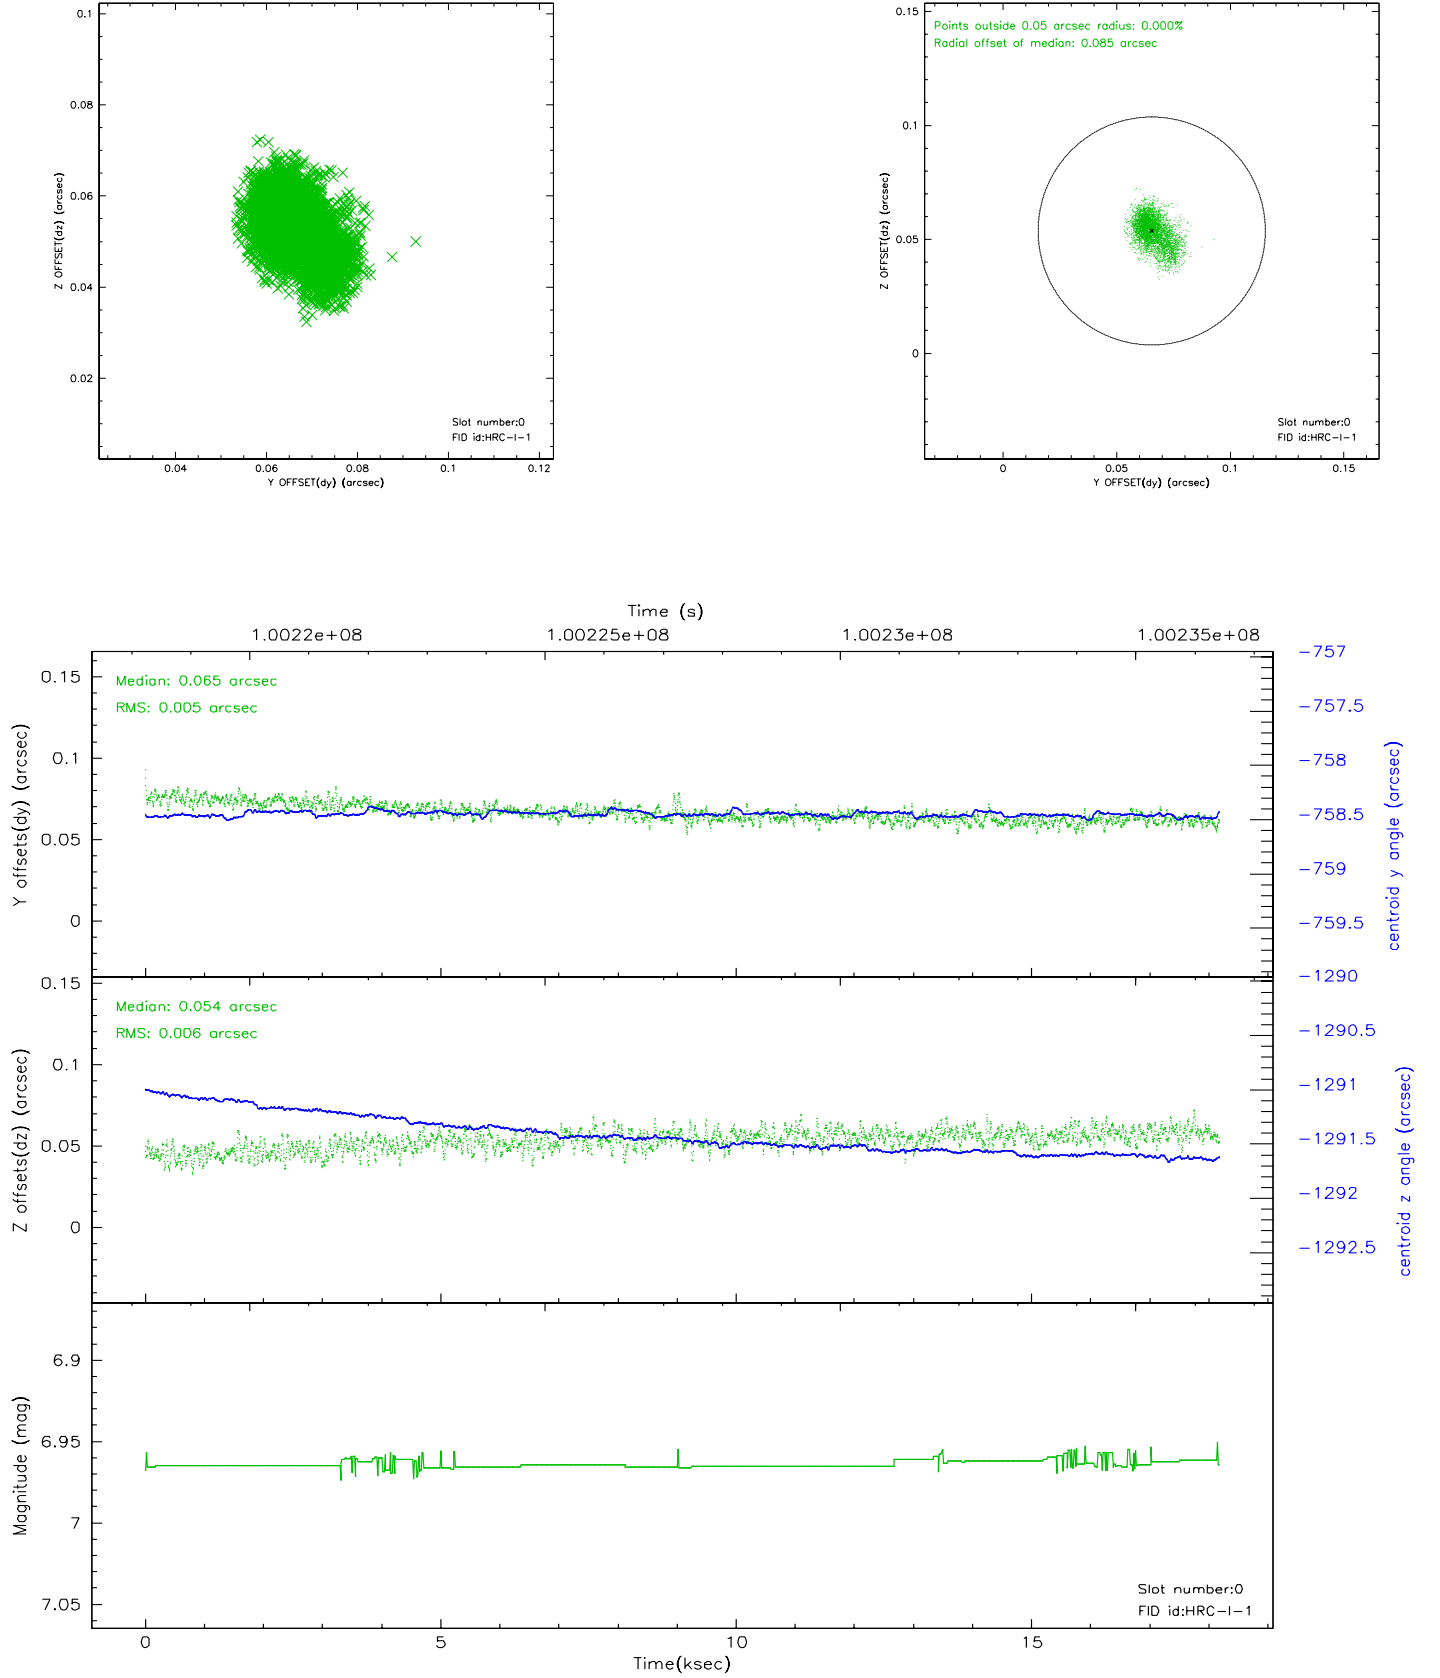 0.1
0.08
0.06
0.04
0.02
Z OFFSET(dz) (arcsec)
Slot number:0
FID id:HRC-I-1
0.04 0.06 0.08 0.1 0.12
Y OFFSET(dy) (arcsec)
Points outside 0.05 arcsec radius: 0.000%
Radial offset of median: 0.085 arcsec
0.15
0.1
0.05
0
Z OFFSET(dz) (arcsec)
Slot number:0
FID id:HRC-I-1
0 0.05 0.1 0.15
Y OFFSET(dy) (arcsec)
Time (s)
1.0022e+08 1.00225e+08 1.0023e+08 1.00235e+08
Median: 0.065 arcsec
RMS: 0.005 arcsec
0.15
0.1
0.05
0
Y offsets(dy) (arcsec)
-757
-757.5
-758
-758.5
-759
-759.5
centroid y angle (arcsec)
Median: 0.054 arcsec
RMS: 0.006 arcsec
0.15
0.1
0.05
0
Z offsets(dz) (arcsec)
-1290
-1290.5
-1291
-1291.5
-1292
-1292.5
centroid z angle (arcsec)
6.9
6.95
7
7.05
Magnitude (mag)
Slot number:0
FID id:HRC-I-1
0 5 10 15
Time(ksec)